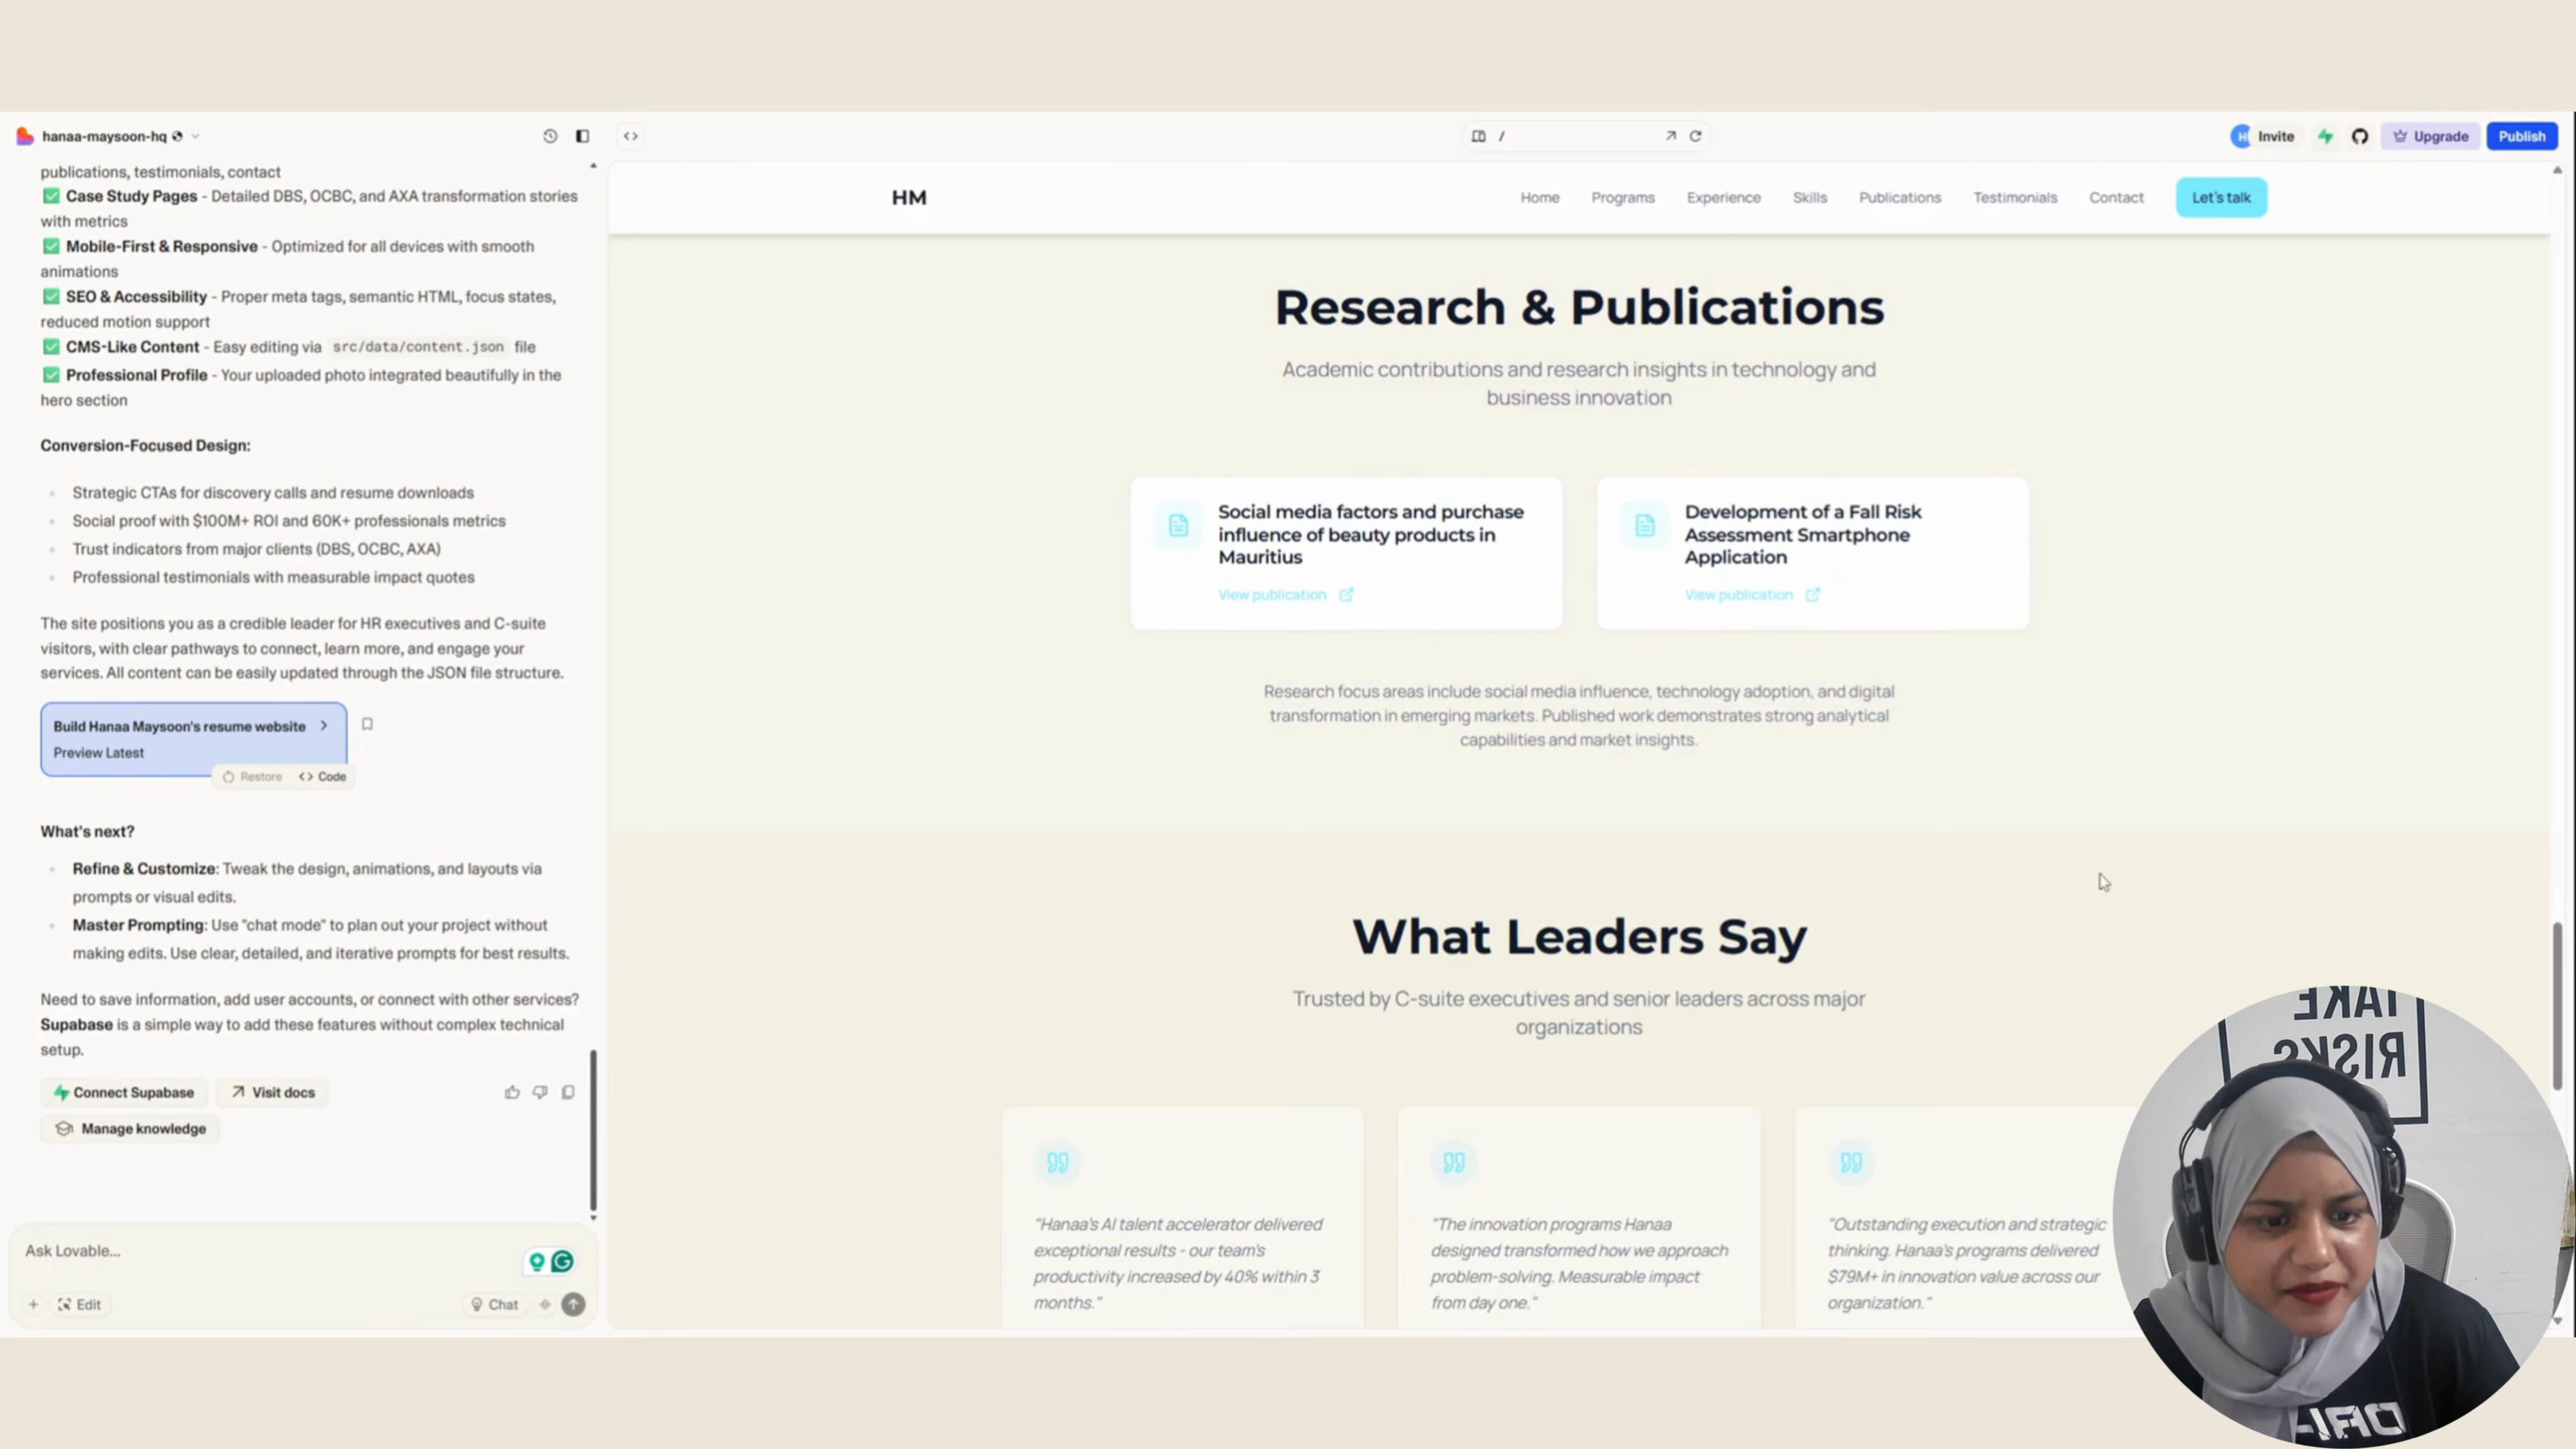 hanaa-maysoon-hq
publications, testimonials, contact
✅ Case Study Pages - Detailed DBS, OCBC, and AXA transformation stories
with metrics
✅ Mobile-First & Responsive - Optimized for all devices with smooth
animations
✅ SEO & Accessibility - Proper meta tags, semantic HTML, focus states,
reduced motion support
✅ CMS-Like Content - Easy editing via src/data/content.json file
✅ Professional Profile - Your uploaded photo integrated beautifully in the
hero section
Conversion-Focused Design:
Strategic CTAs for discovery calls and resume downloads
Social proof with $100M+ ROI and 60K+ professionals metrics
Trust indicators from major clients (DBS, OCBC, AXA)
Professional testimonials with measurable impact quotes
The site positions you as a credible leader for HR executives and C-suite
visitors, with clear pathways to connect, learn more, and engage your
services. All content can be easily updated through the JSON file structure.
Build Hanaa Maysoon's resume website
Preview Latest
Restore <> Code
What's next?
Refine & Customize: Tweak the design, animations, and layouts via
prompts or visual edits.
Master Prompting: Use "chat mode" to plan out your project without
making edits. Use clear, detailed, and iterative prompts for best results.
Need to save information, add user accounts, or connect with other services?
Supabase is a simple way to add these features without complex technical
setup.
Connect Supabase Visit docs
Manage knowledge
Ask Lovable...
+ Edit Chat
/
H Invite Upgrade Publish
HM Home Programs Experience Skills Publications Testimonials Contact Let's talk
Research & Publications
Academic contributions and research insights in technology and
business innovation
Social media factors and purchase
influence of beauty products in
Mauritius
View publication
Development of a Fall Risk
Assessment Smartphone
Application
View publication
Research focus areas include social media influence, technology adoption, and digital
transformation in emerging markets. Published work demonstrates strong analytical
capabilities and market insights.
What Leaders Say
Trusted by C-suite executives and senior leaders across major
organizations
"Hanaa's AI talent accelerator delivered
exceptional results - our team's
productivity increased by 40% within 3
months."
"The innovation programs Hanaa
designed transformed how we approach
problem-solving. Measurable impact
from day one."
"Outstanding execution and strategic
thinking. Hanaa's programs delivered
$79M+ in innovation value across our
organization."
TAKE
RISKS